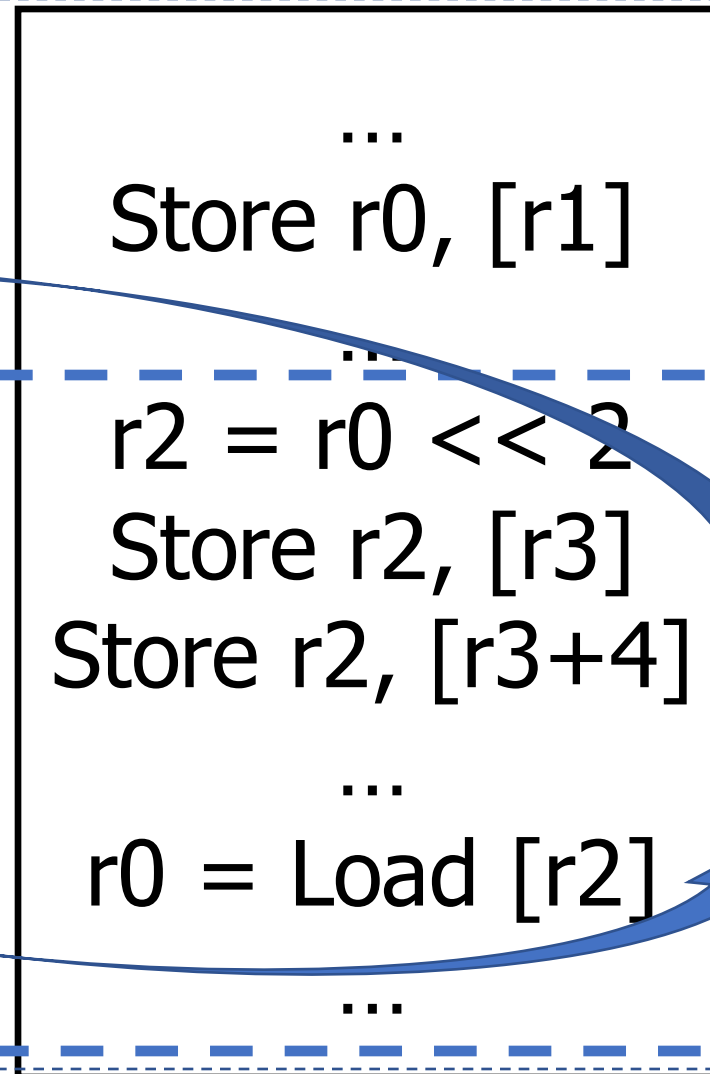 ...
Store r0, [r1]
...
r2 = r0 << 2
Store r2, [r3]
Store r2, [r3+4]
...
r0 = Load [r2]
...